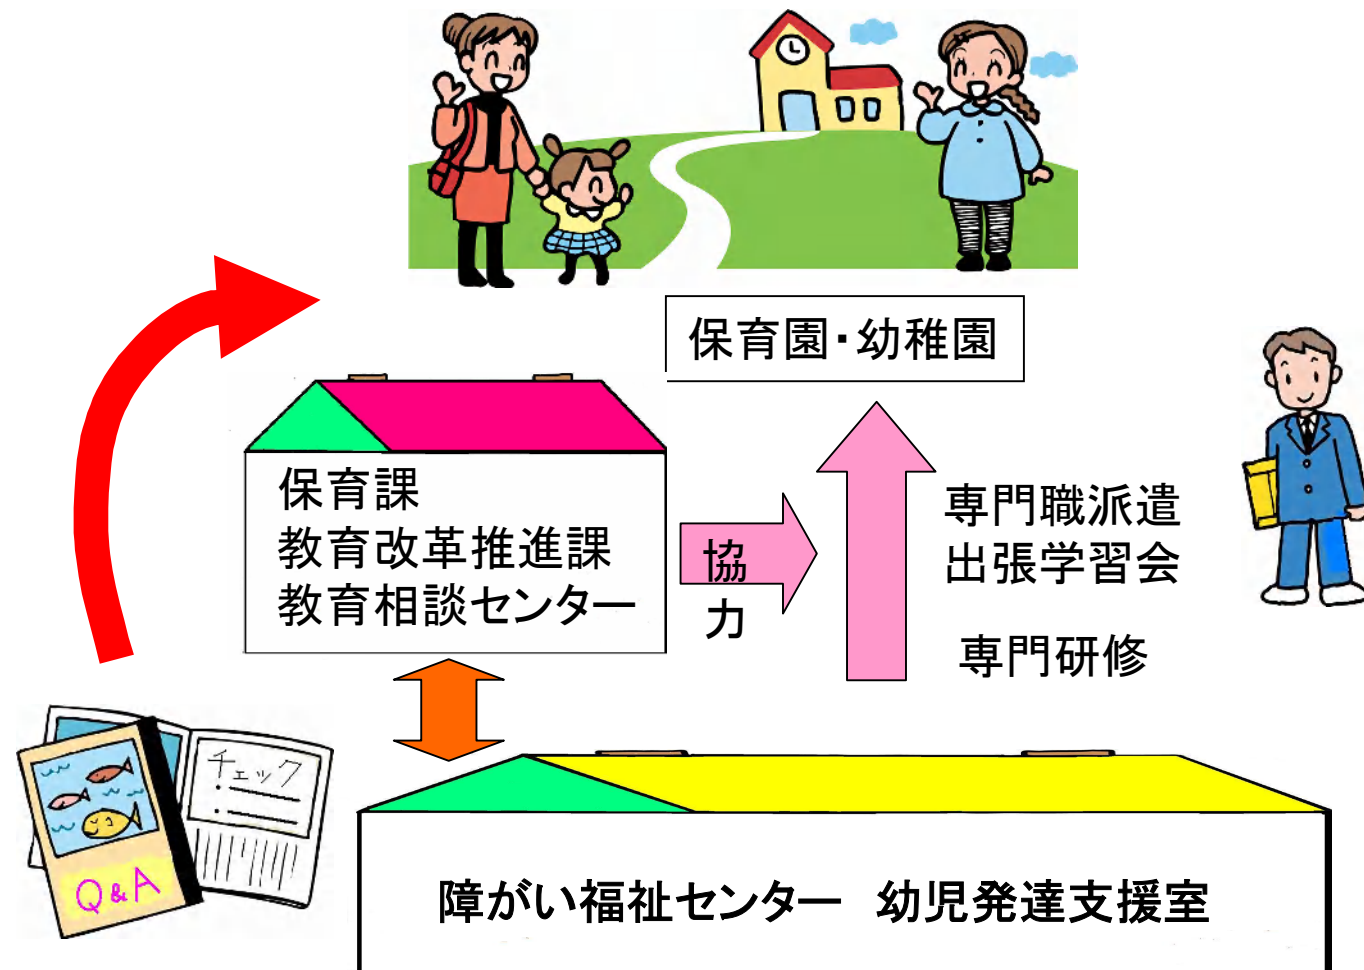 保育園・幼稚園
保育課
教育改革推進課
教育相談センター
協
力
専門職派遣
出張学習会
専門研修
チェック
Q&A
障がい福祉センター　幼児発達支援室